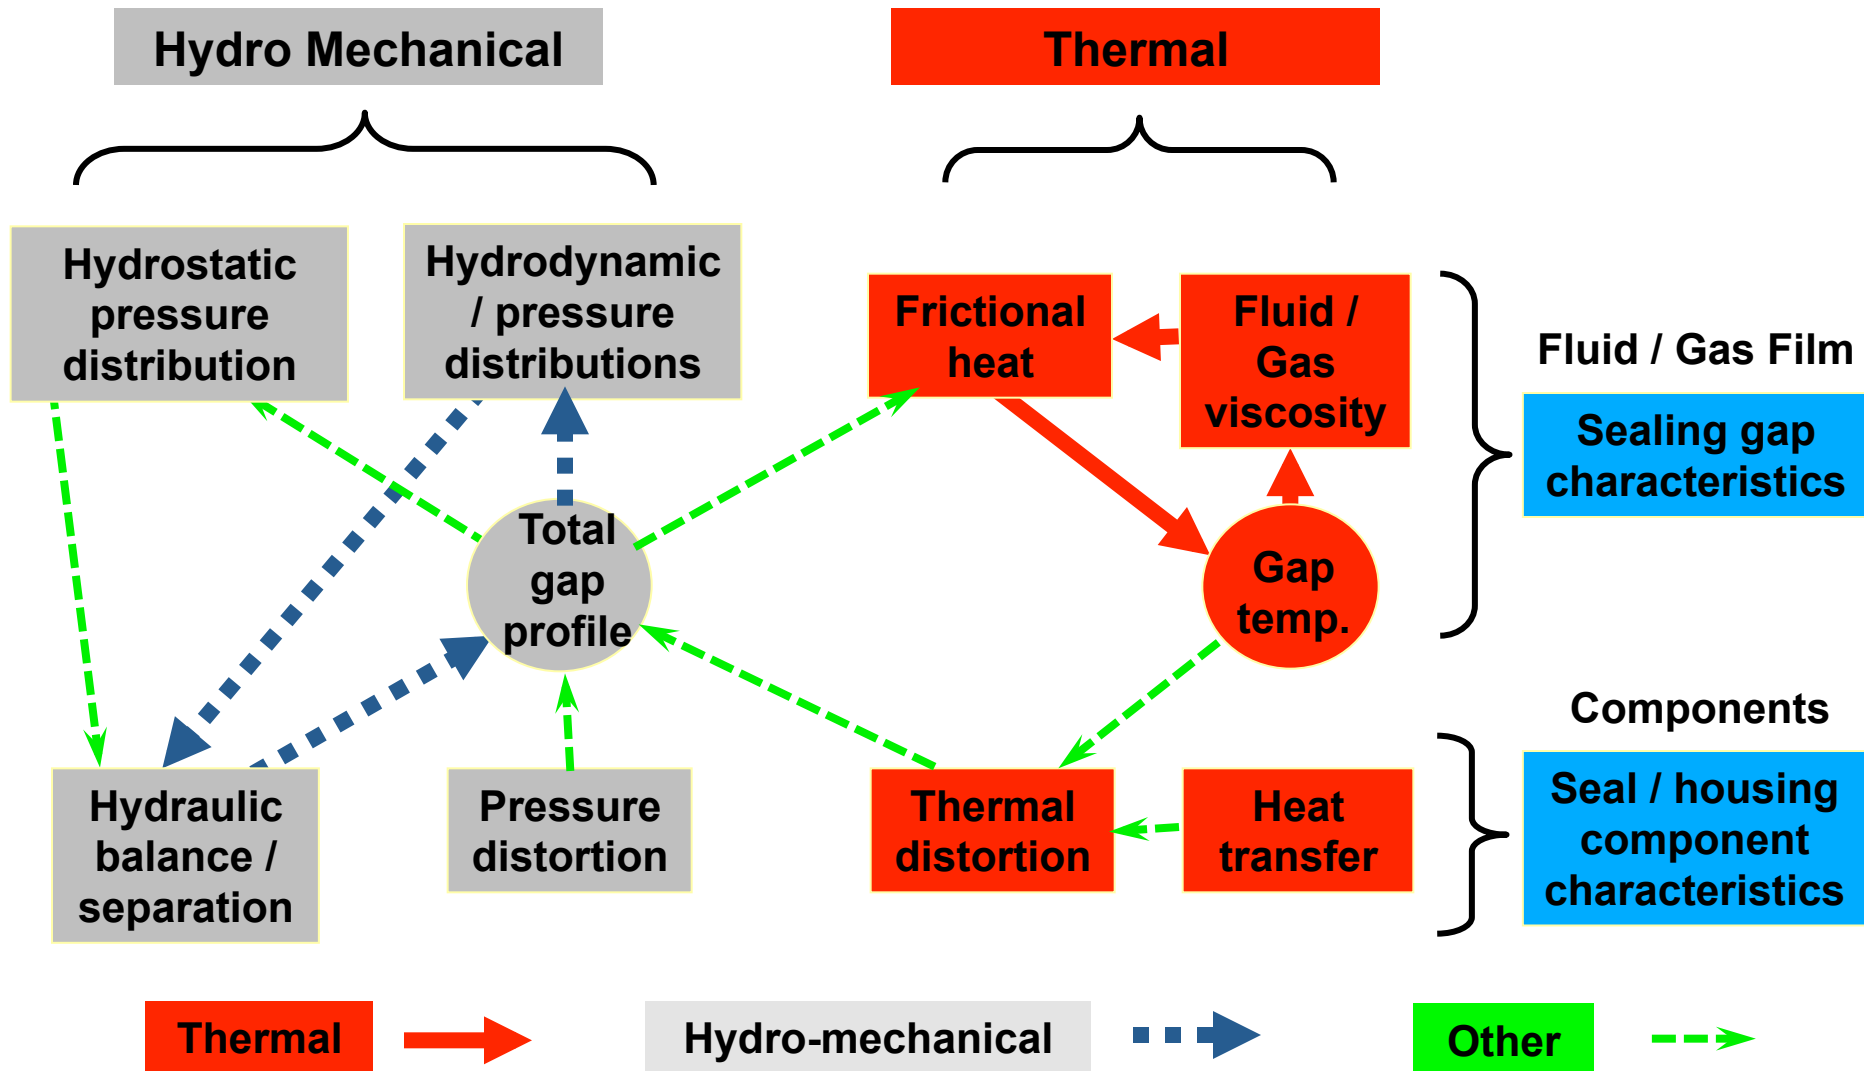 Hydro Mechanical
Thermal
Hydrostatic
pressure
distribution
Hydrodynamic
/ pressure
distributions
Frictional
heat
Fluid /
Gas
viscosity
Fluid / Gas Film
Sealing gap
characteristics
Total
gap
profile
Gap
temp.
Components
Hydraulic
balance /
separation
Pressure
distortion
Thermal
distortion
Heat
transfer
Seal / housing
component
characteristics
Thermal
Hydro-mechanical
Other